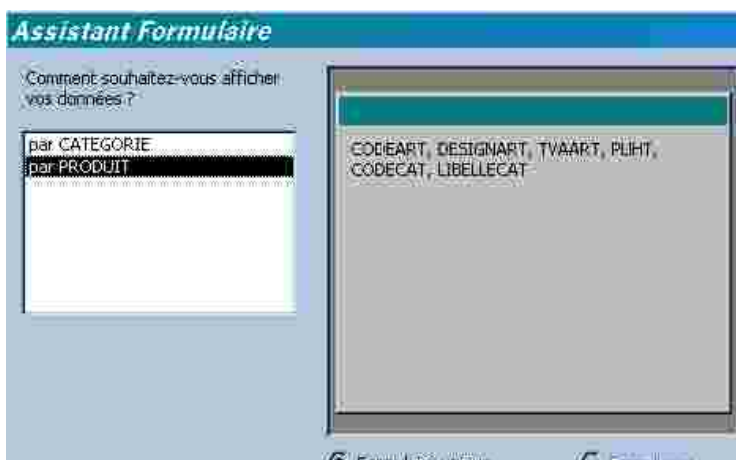 Assistant Formulaire
Comment souhaitez-vous afficher
vos données ?
par CATEGORIE
par PRODUIT
CODEART, DESIGNART, TVAART, PUHT,
CODECAT, LIBELLECAT